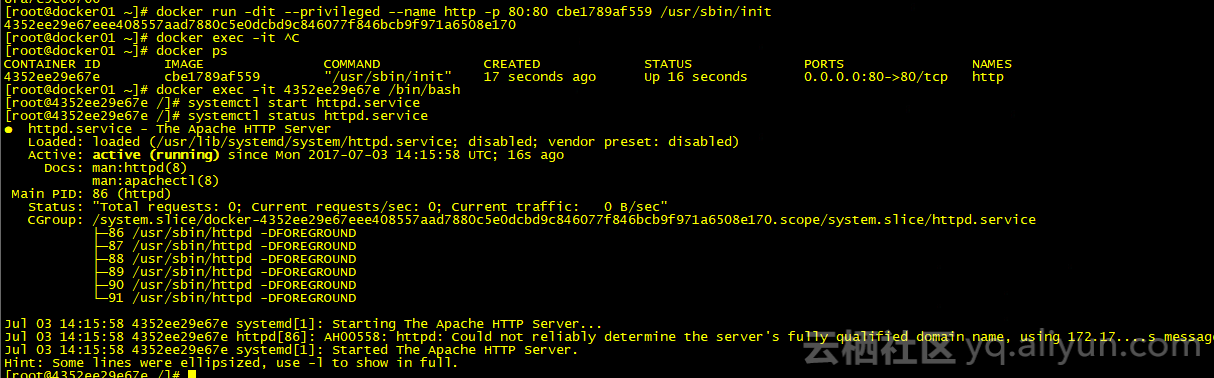 [root@docker01 ~]# docker run -dit --privileged --name http -p 80:80 cbe1789af559 /usr/sbin/init
4352ee29e67eee408557aad7880c5e0dcbd9c846077f846bcb9f971a6508e170
[root@docker01 ~]# docker exec -it ^C
[root@docker01 ~]# docker ps
CONTAINER ID        IMAGE               COMMAND             CREATED             STATUS              PORTS                NAMES
4352ee29e67e        cbe1789af559        "/usr/sbin/init"    17 seconds ago      Up 16 seconds       0.0.0.0:80->80/tcp   http
[root@docker01 ~]# docker exec -it 4352ee29e67e /bin/bash
[root@4352ee29e67e /]# systemctl start httpd.service
[root@4352ee29e67e /]# systemctl status httpd.service
● httpd.service - The Apache HTTP Server
Loaded: loaded (/usr/lib/systemd/system/httpd.service; disabled; vendor preset: disabled)
Active: active (running) since Mon 2017-07-03 14:15:58 UTC; 16s ago
Docs: man:httpd(8)
man:apachectl(8)
Main PID: 86 (httpd)
Status: "Total requests: 0; Current requests/sec: 0; Current traffic:   0 B/sec"
CGroup: /system.slice/docker-4352ee29e67eee408557aad7880c5e0dcbd9c846077f846bcb9f971a6508e170.scope/system.slice/httpd.service
├─86 /usr/sbin/httpd -DFOREGROUND
├─87 /usr/sbin/httpd -DFOREGROUND
├─88 /usr/sbin/httpd -DFOREGROUND
├─89 /usr/sbin/httpd -DFOREGROUND
├─90 /usr/sbin/httpd -DFOREGROUND
└─91 /usr/sbin/httpd -DFOREGROUND
Jul 03 14:15:58 4352ee29e67e systemd[1]: Starting The Apache HTTP Server...
Jul 03 14:15:58 4352ee29e67e httpd[86]: AH00558: httpd: Could not reliably determine the server's fully qualified domain name, using 172.17....s message
Jul 03 14:15:58 4352ee29e67e systemd[1]: Started The Apache HTTP Server.
Hint: Some lines were ellipsized, use -l to show in full.
[root@4352ee29e67e /]#
云栖社区 yq.aliyun.com